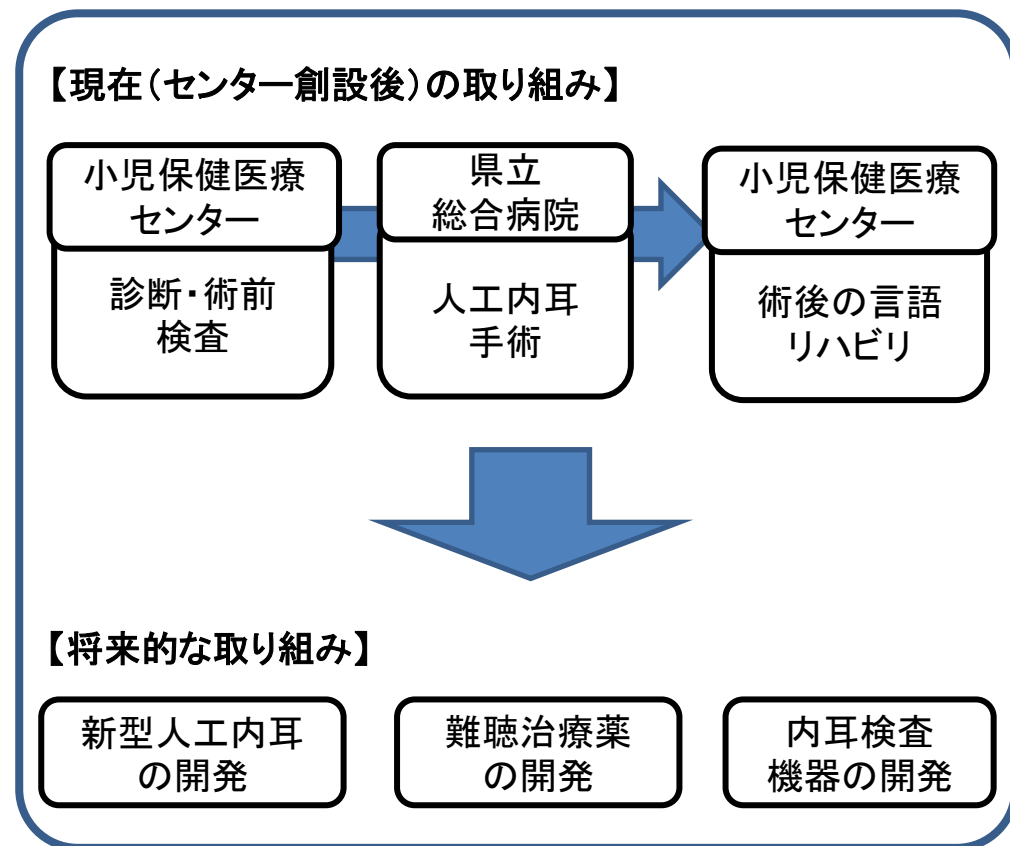 【現在(センター創設後)の取り組み】
小児保健医療
センター
診断・術前
検査
県立
総合病院
人工内耳
手術
小児保健医療
センター
術後の言語
リハビリ
【将来的な取り組み】
新型人工内耳
の開発
難聴治療薬
の開発
内耳検査
機器の開発